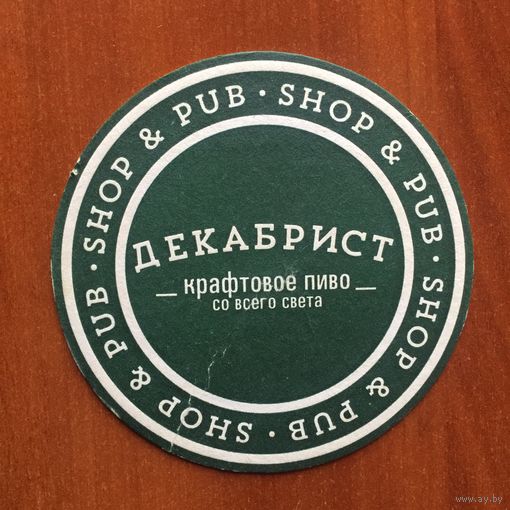 SHOP & PUB · SHOP & PUB · SHOP & PUB · SHOP & PUB ·
ДЕКАБРИСТ
крафтовое пиво
со всего света
www.ay.by